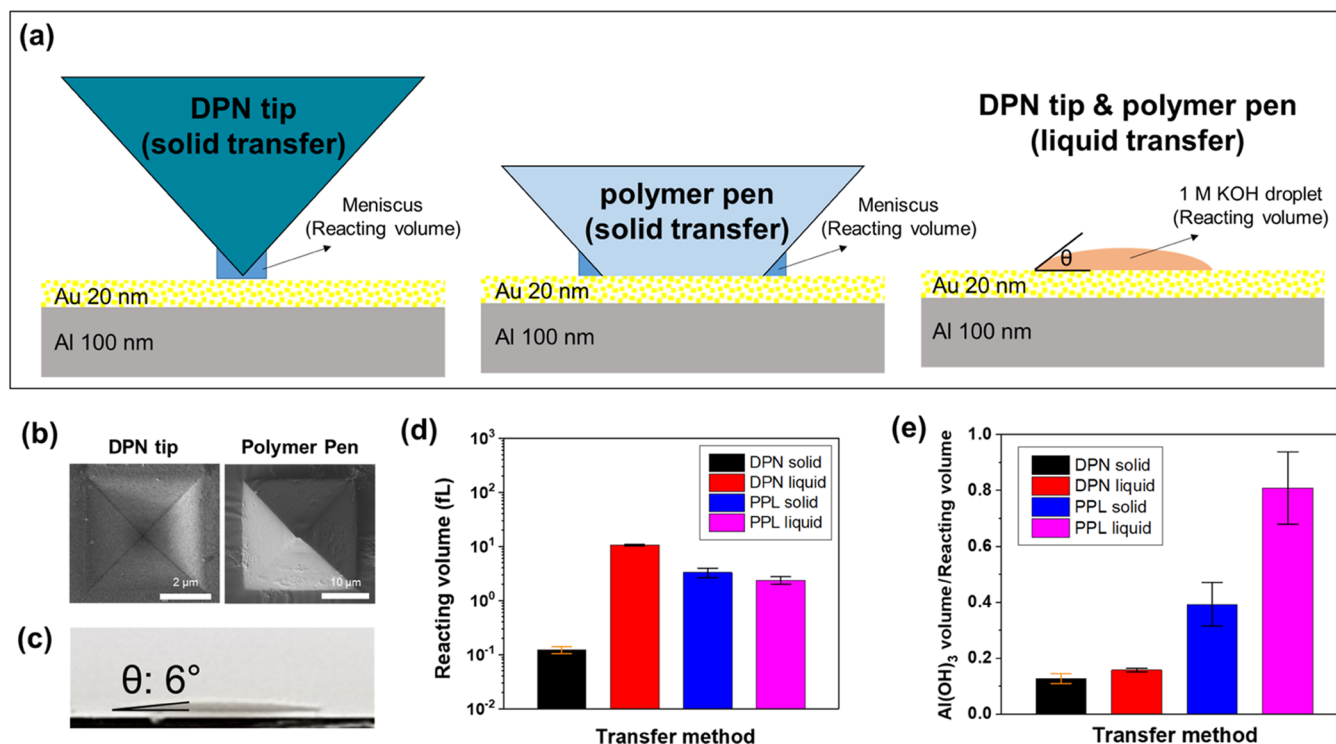 (a)
DPN tip
(solid transfer)
Meniscus
(Reacting volume)
Au 20 nm
Al 100 nm
polymer pen
(solid transfer)
Meniscus
(Reacting volume)
Au 20 nm
Al 100 nm
DPN tip & polymer pen
(liquid transfer)
1 M KOH droplet
(Reacting volume)
θ
Au 20 nm
Al 100 nm
(b)
DPN tip
Polymer Pen
2 μm
10 μm
(c)
θ: 6°
(d)
Reacting volume (fL)
10³
10²
10¹
10⁰
10⁻¹
10⁻²
DPN solid
DPN liquid
PPL solid
PPL liquid
Transfer method
(e)
Al(OH)₃ volume/Reacting volume
1.0
0.8
0.6
0.4
0.2
0.0
DPN solid
DPN liquid
PPL solid
PPL liquid
Transfer method